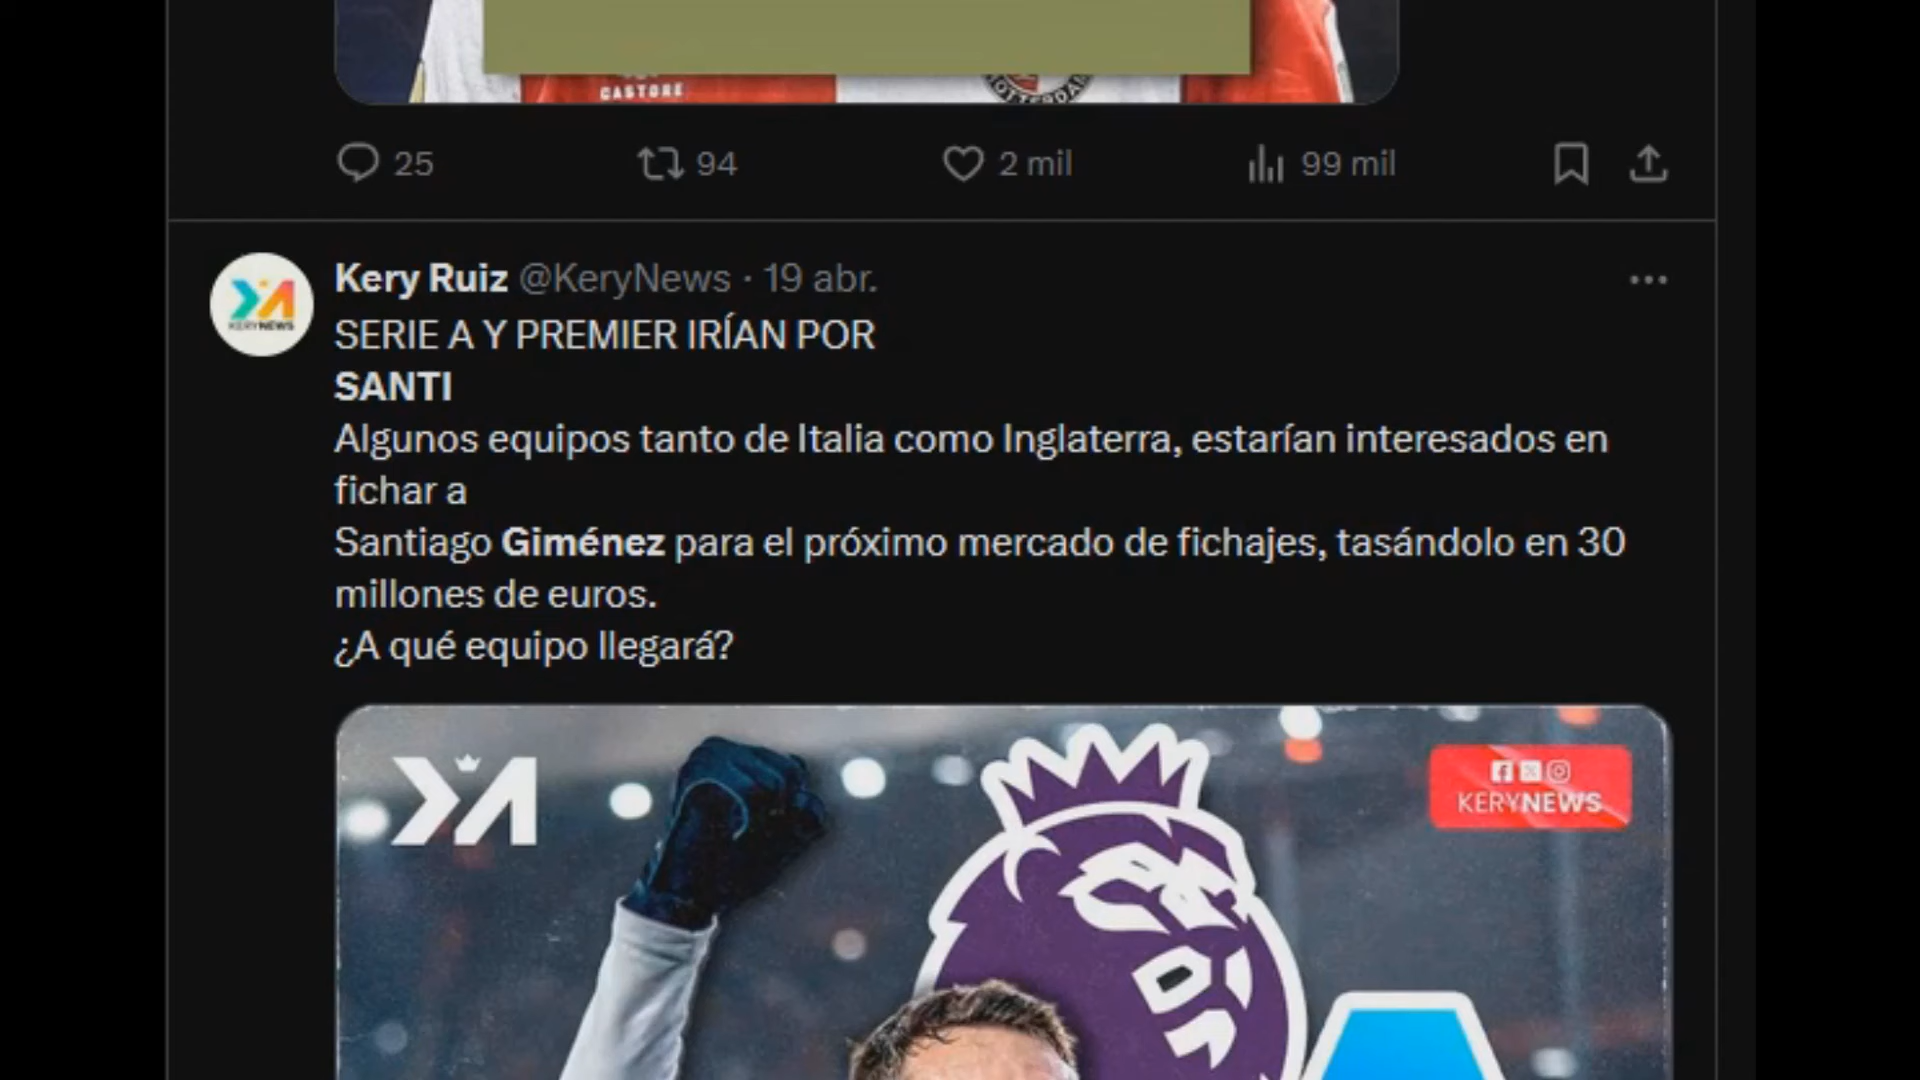 CASTORE
25
94
2 mil
99 mil
KERYNEWS
Kery Ruiz @KeryNews · 19 abr.
SERIE A Y PREMIER IRÍAN POR
SANTI
Algunos equipos tanto de Italia como Inglaterra, estarían interesados en
fichar a
Santiago Giménez para el próximo mercado de fichajes, tasándolo en 30
millones de euros.
¿A qué equipo llegará?
KERYNEWS